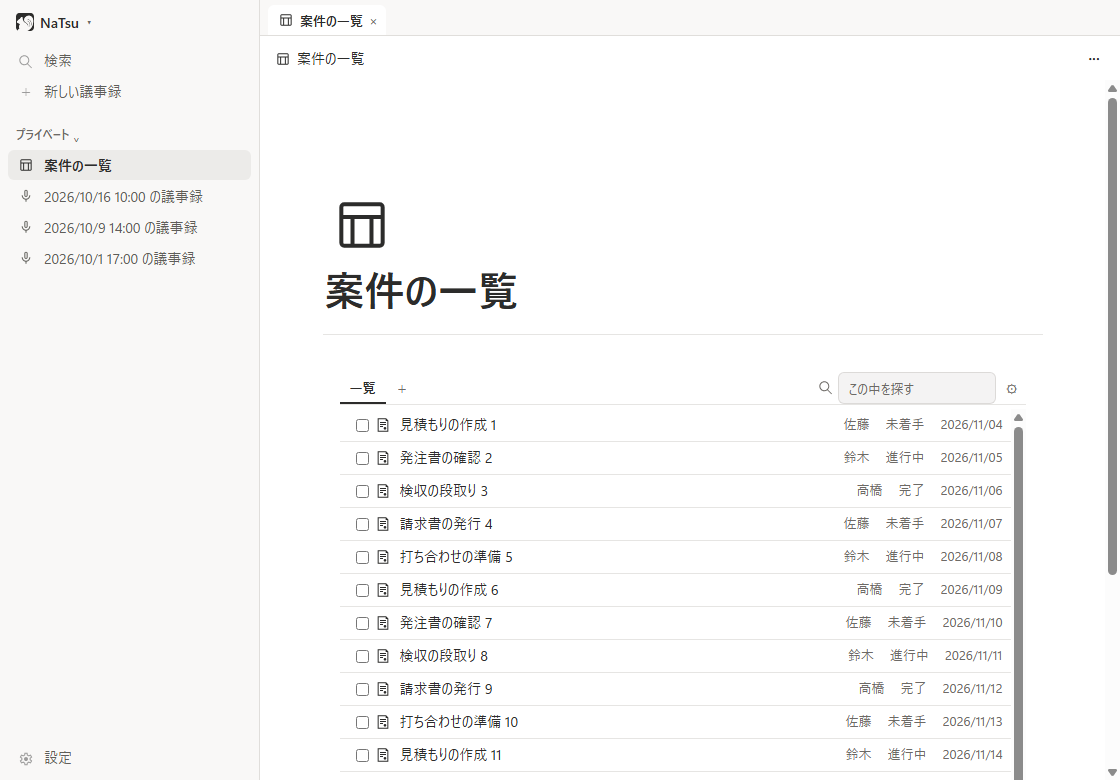 NaTsu
検索
新しい議事録
プライベート
案件の一覧
2026/10/16 10:00 の議事録
2026/10/9 14:00 の議事録
2026/10/1 17:00 の議事録
設定
案件の一覧 ×
案件の一覧 ...
案件の一覧
一覧 + この中を探す
見積もりの作成 1 佐藤 未着手 2026/11/04
発注書の確認 2 鈴木 進行中 2026/11/05
検収の段取り 3 高橋 完了 2026/11/06
請求書の発行 4 佐藤 未着手 2026/11/07
打ち合わせの準備 5 鈴木 進行中 2026/11/08
見積もりの作成 6 高橋 完了 2026/11/09
発注書の確認 7 佐藤 未着手 2026/11/10
検収の段取り 8 鈴木 進行中 2026/11/11
請求書の発行 9 高橋 完了 2026/11/12
打ち合わせの準備 10 佐藤 未着手 2026/11/13
見積もりの作成 11 鈴木 進行中 2026/11/14